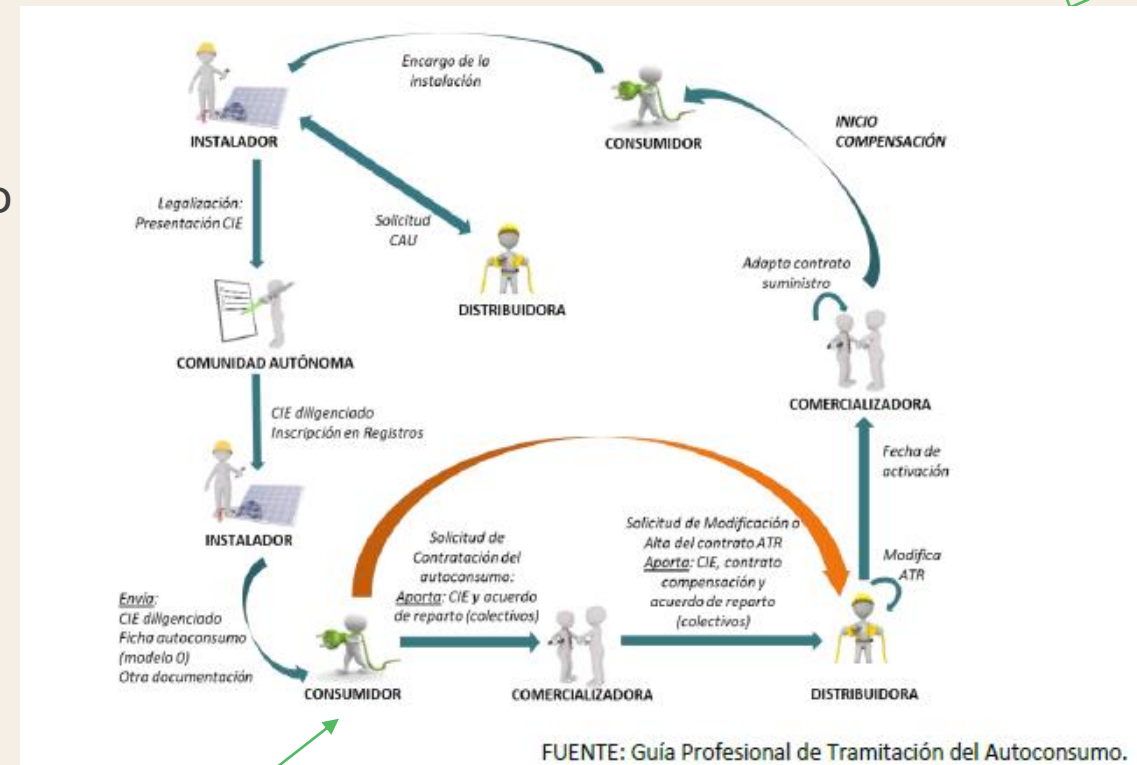 Encargo de la
instalación
INSTALADOR
CONSUMIDOR
INICIO
COMPENSACIÓN
o
Legalización:
Presentación CIE
Solicitud
CAU
DISTRIBUIDORA
Adapta contrato
suministro
COMUNIDAD AUTÓNOMA
COMERCIALIZADORA
CIE diligenciado
Inscripción en Registros
Fecha de
activación
INSTALADOR
Solicitud de
Contratación del
autoconsumo:
Aporta: CIE y acuerdo
de reparto (colectivos)
Solicitud de Modificación o
Alta del contrato ATR
Aporta: CIE, contrato
compensación y
acuerdo de reparto
(colectivos)
Modifica
ATR
Envía:
CIE diligenciado
Ficha autoconsumo
(modelo 0)
Otra documentación
CONSUMIDOR
COMERCIALIZADORA
DISTRIBUIDORA
FUENTE: Guía Profesional de Tramitación del Autoconsumo.